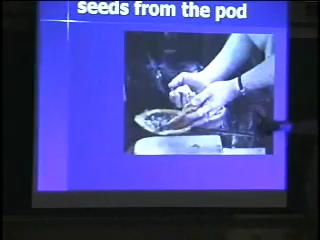 seeds from the pod